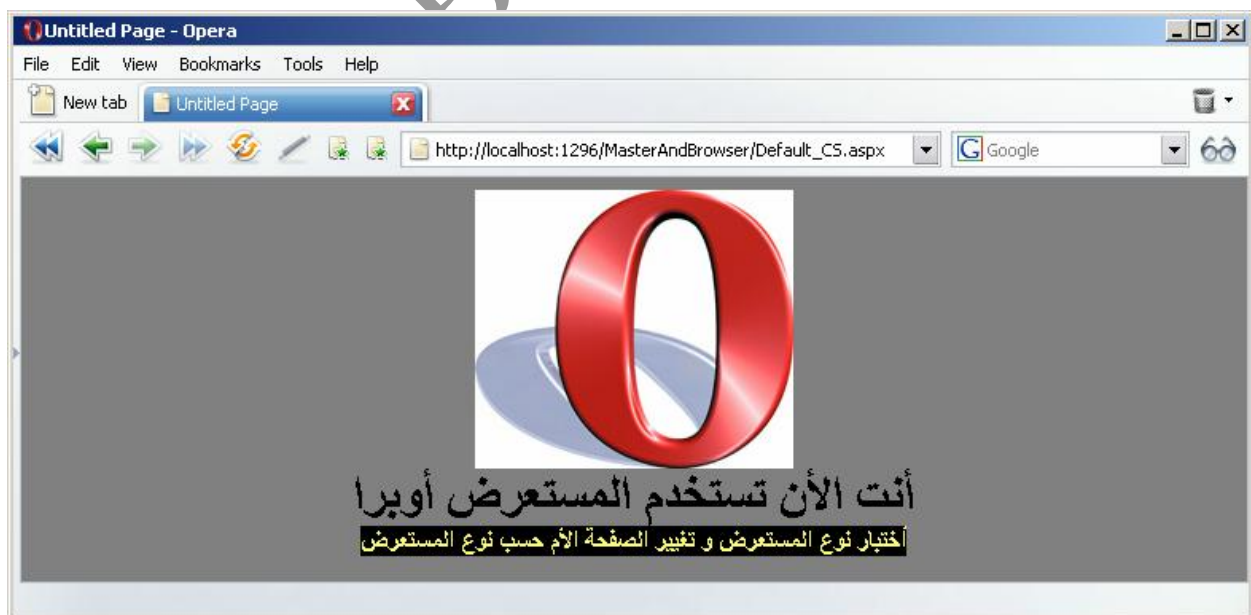 Untitled Page - Opera
File Edit View Bookmarks Tools Help
New tab Untitled Page
http://localhost:1296/MasterAndBrowser/Default_CS.aspx G Google
أنت الأن تستخدم المستعرض أوبرا
أختبار نوع المستعرض و تغيير الصفحة الأم حسب نوع المستعرض